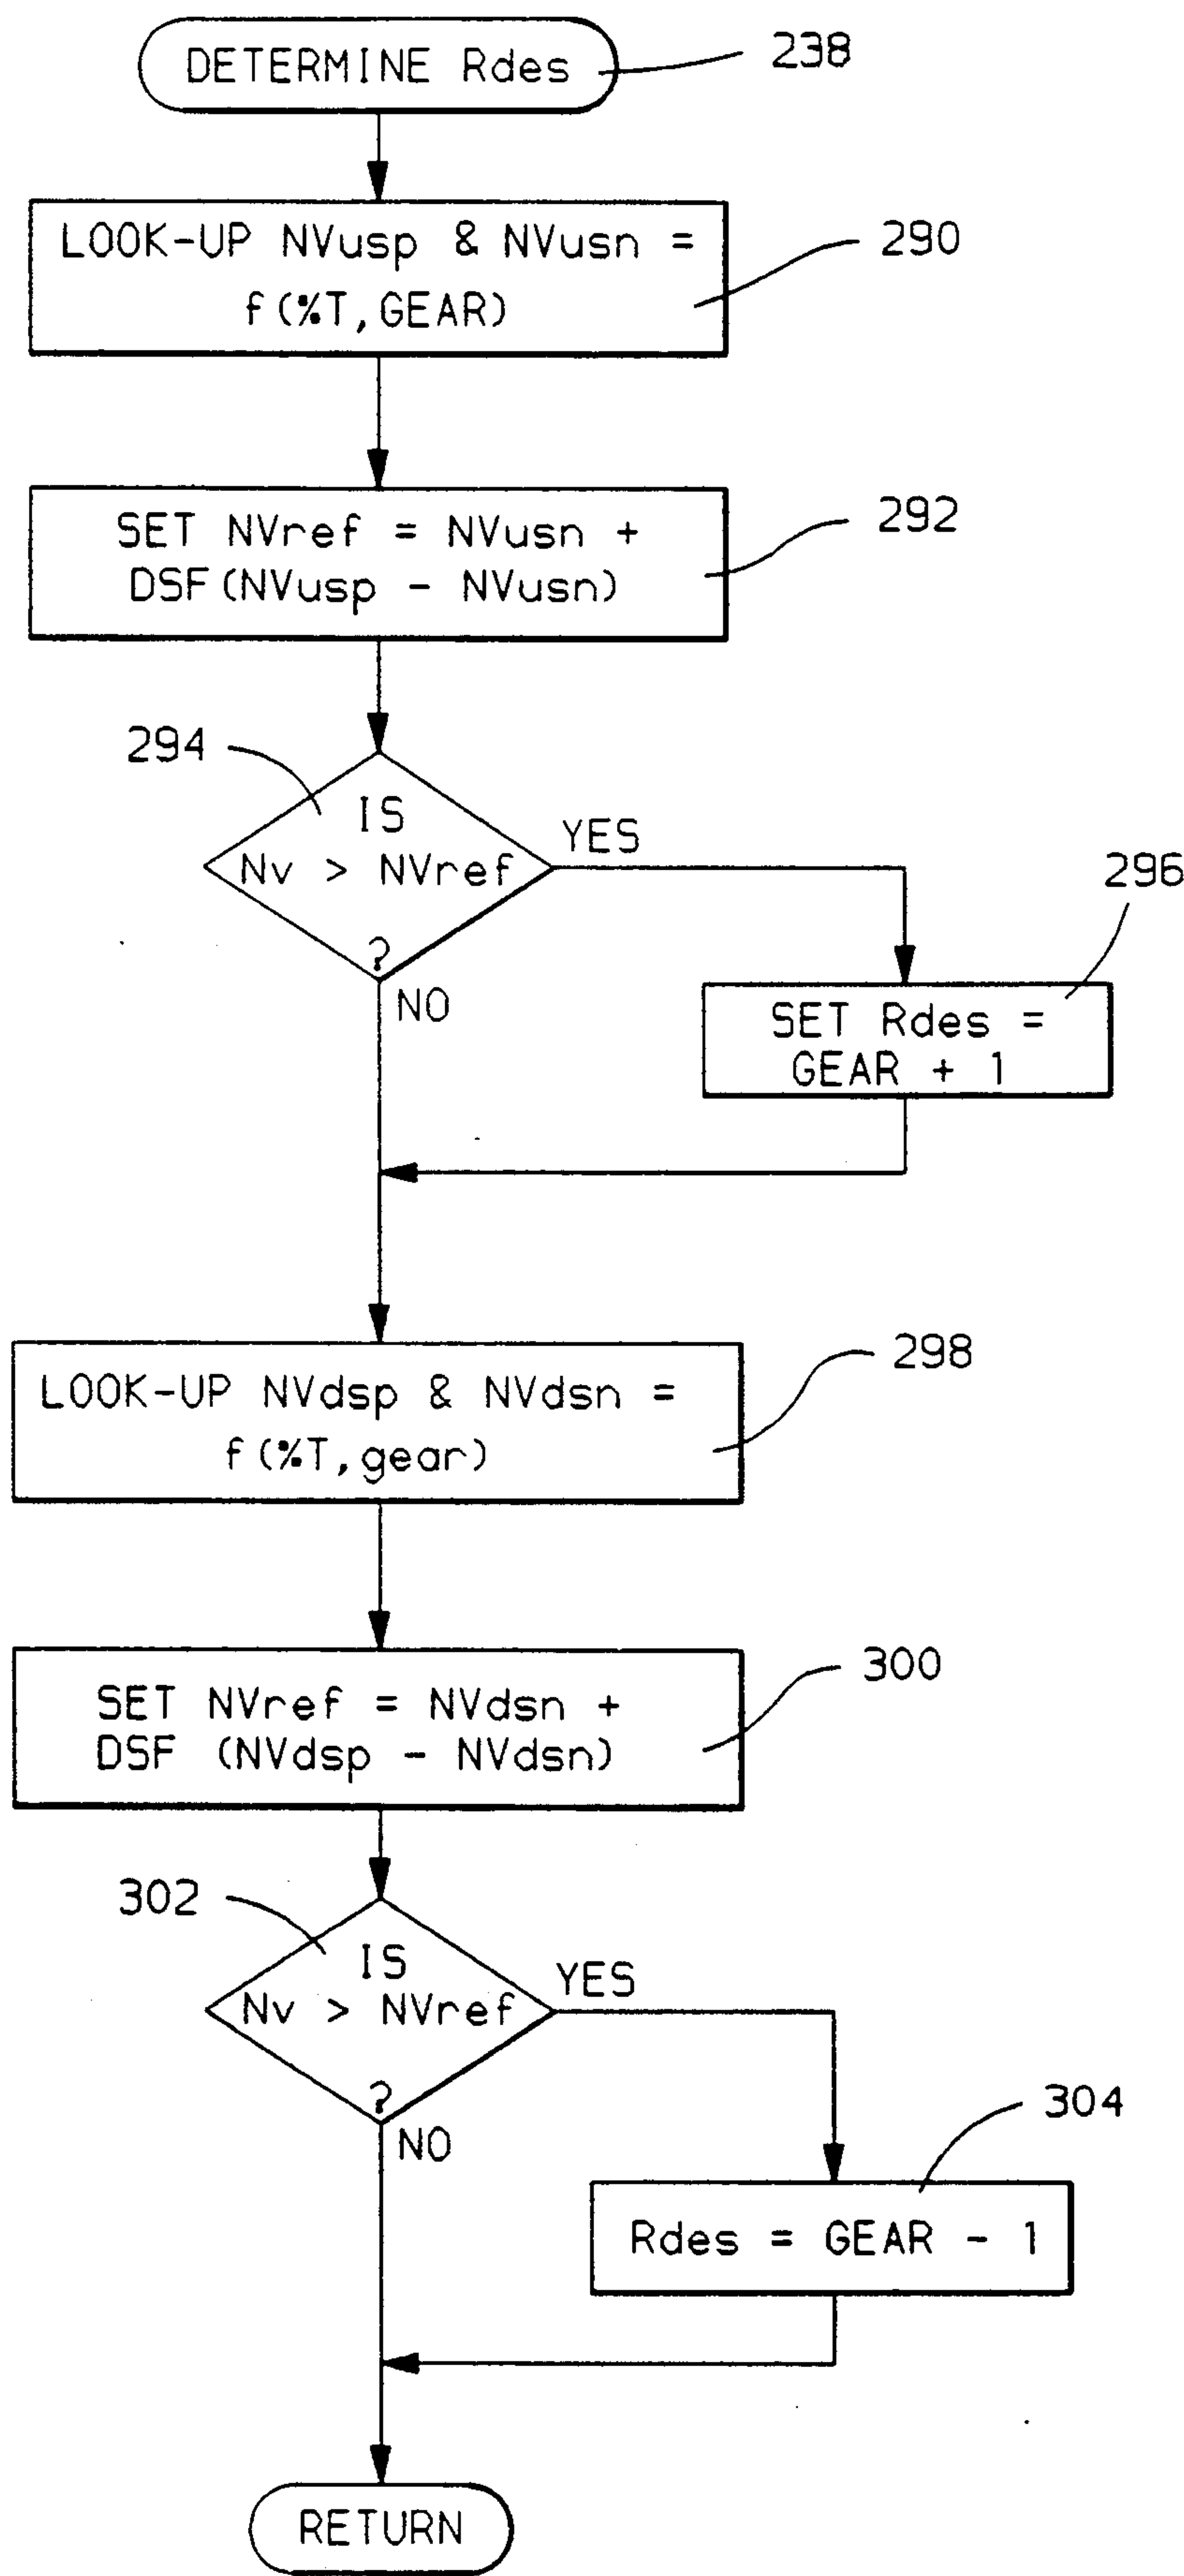 DETERMINE Rdes
238
LOOK-UP NVusp & NVusn =
f(%T,GEAR)
290
SET NVref = NVusn +
DSF(NVusp - NVusn)
292
294
IS
Nv > NVref
?
YES
NO
296
SET Rdes =
GEAR + 1
LOOK-UP NVdsp & NVdsn =
f(%T,gear)
298
SET NVref = NVdsn +
DSF (NVdsp - NVdsn)
300
302
IS
Nv > NVref
?
YES
NO
304
Rdes = GEAR - 1
RETURN